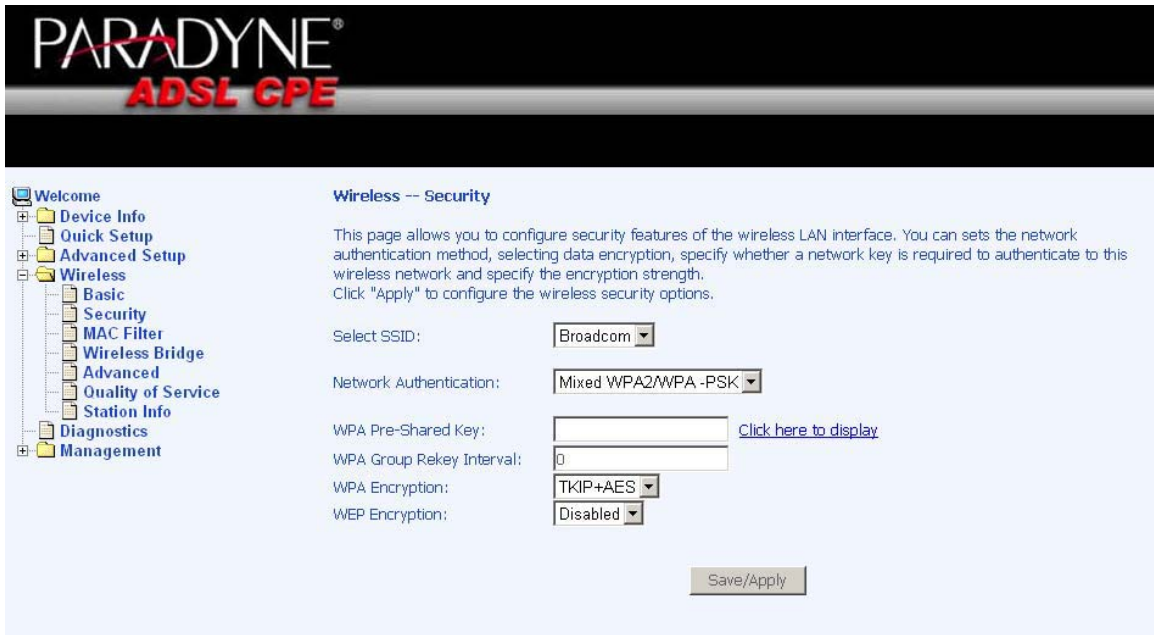 PARADYNE®
ADSL CPE
Welcome
Device Info
Quick Setup
Advanced Setup
Wireless
Basic
Security
MAC Filter
Wireless Bridge
Advanced
Quality of Service
Station Info
Diagnostics
Management
Wireless -- Security
This page allows you to configure security features of the wireless LAN interface. You can sets the network
authentication method, selecting data encryption, specify whether a network key is required to authenticate to this
wireless network and specify the encryption strength.
Click "Apply" to configure the wireless security options.
Select SSID: Broadcom
Network Authentication: Mixed WPA2/WPA -PSK
WPA Pre-Shared Key: Click here to display
WPA Group Rekey Interval: 0
WPA Encryption: TKIP+AES
WEP Encryption: Disabled
Save/Apply